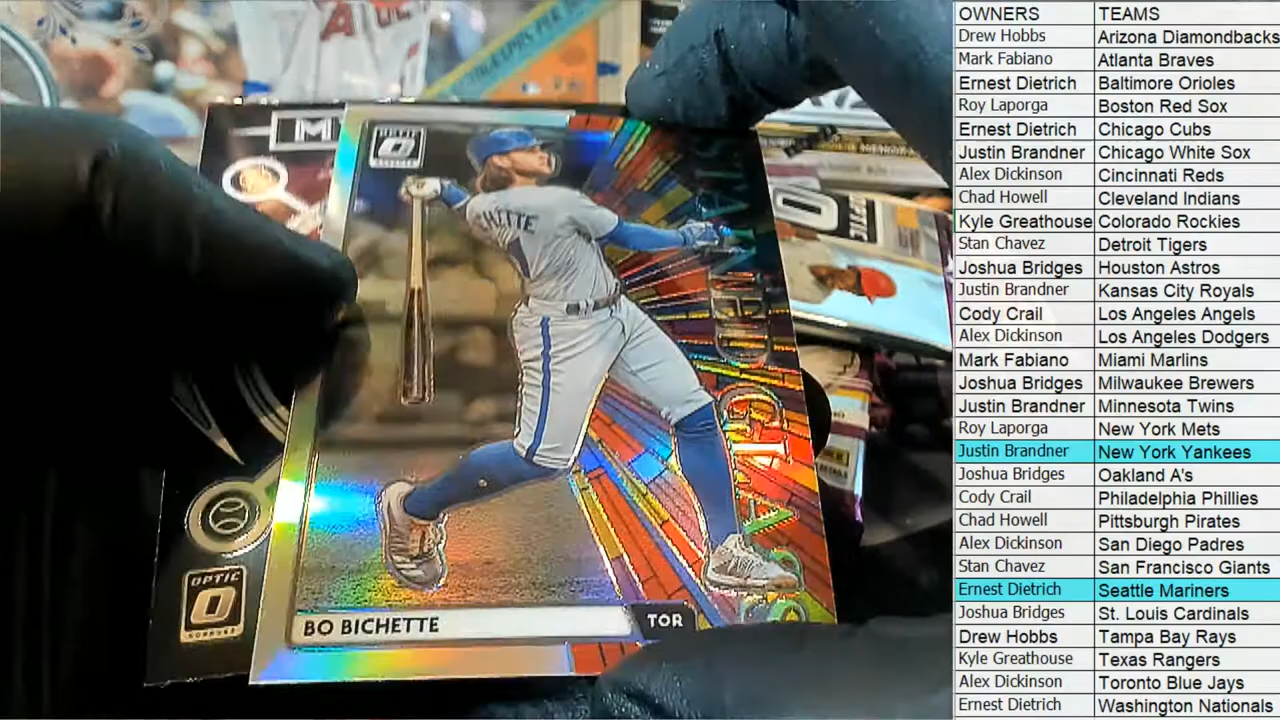 OPTIC
M
BO BICHETTE
TOR
OPTIC
OWNERS TEAMS
Drew Hobbs Arizona Diamondbacks
Mark Fabiano Atlanta Braves
Ernest Dietrich Baltimore Orioles
Roy Laporga Boston Red Sox
Ernest Dietrich Chicago Cubs
Justin Brandner Chicago White Sox
Alex Dickinson Cincinnati Reds
Chad Howell Cleveland Indians
Kyle Greathouse Colorado Rockies
Stan Chavez Detroit Tigers
Joshua Bridges Houston Astros
Justin Brandner Kansas City Royals
Cody Crail Los Angeles Angels
Alex Dickinson Los Angeles Dodgers
Mark Fabiano Miami Marlins
Joshua Bridges Milwaukee Brewers
Justin Brandner Minnesota Twins
Roy Laporga New York Mets
Justin Brandner New York Yankees
Joshua Bridges Oakland A's
Cody Crail Philadelphia Phillies
Chad Howell Pittsburgh Pirates
Alex Dickinson San Diego Padres
Stan Chavez San Francisco Giants
Ernest Dietrich Seattle Mariners
Joshua Bridges St. Louis Cardinals
Drew Hobbs Tampa Bay Rays
Kyle Greathouse Texas Rangers
Alex Dickinson Toronto Blue Jays
Ernest Dietrich Washington Nationals